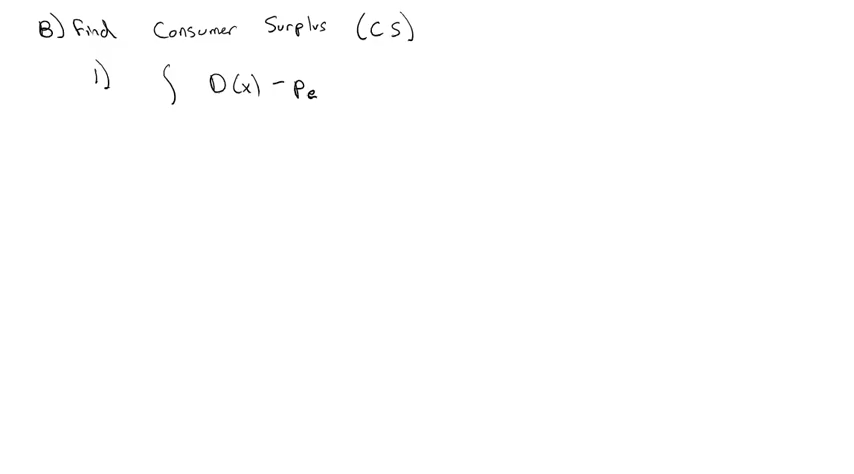 B) Find Consumer Surplus (CS)
1) ∫ D(x) - Pe